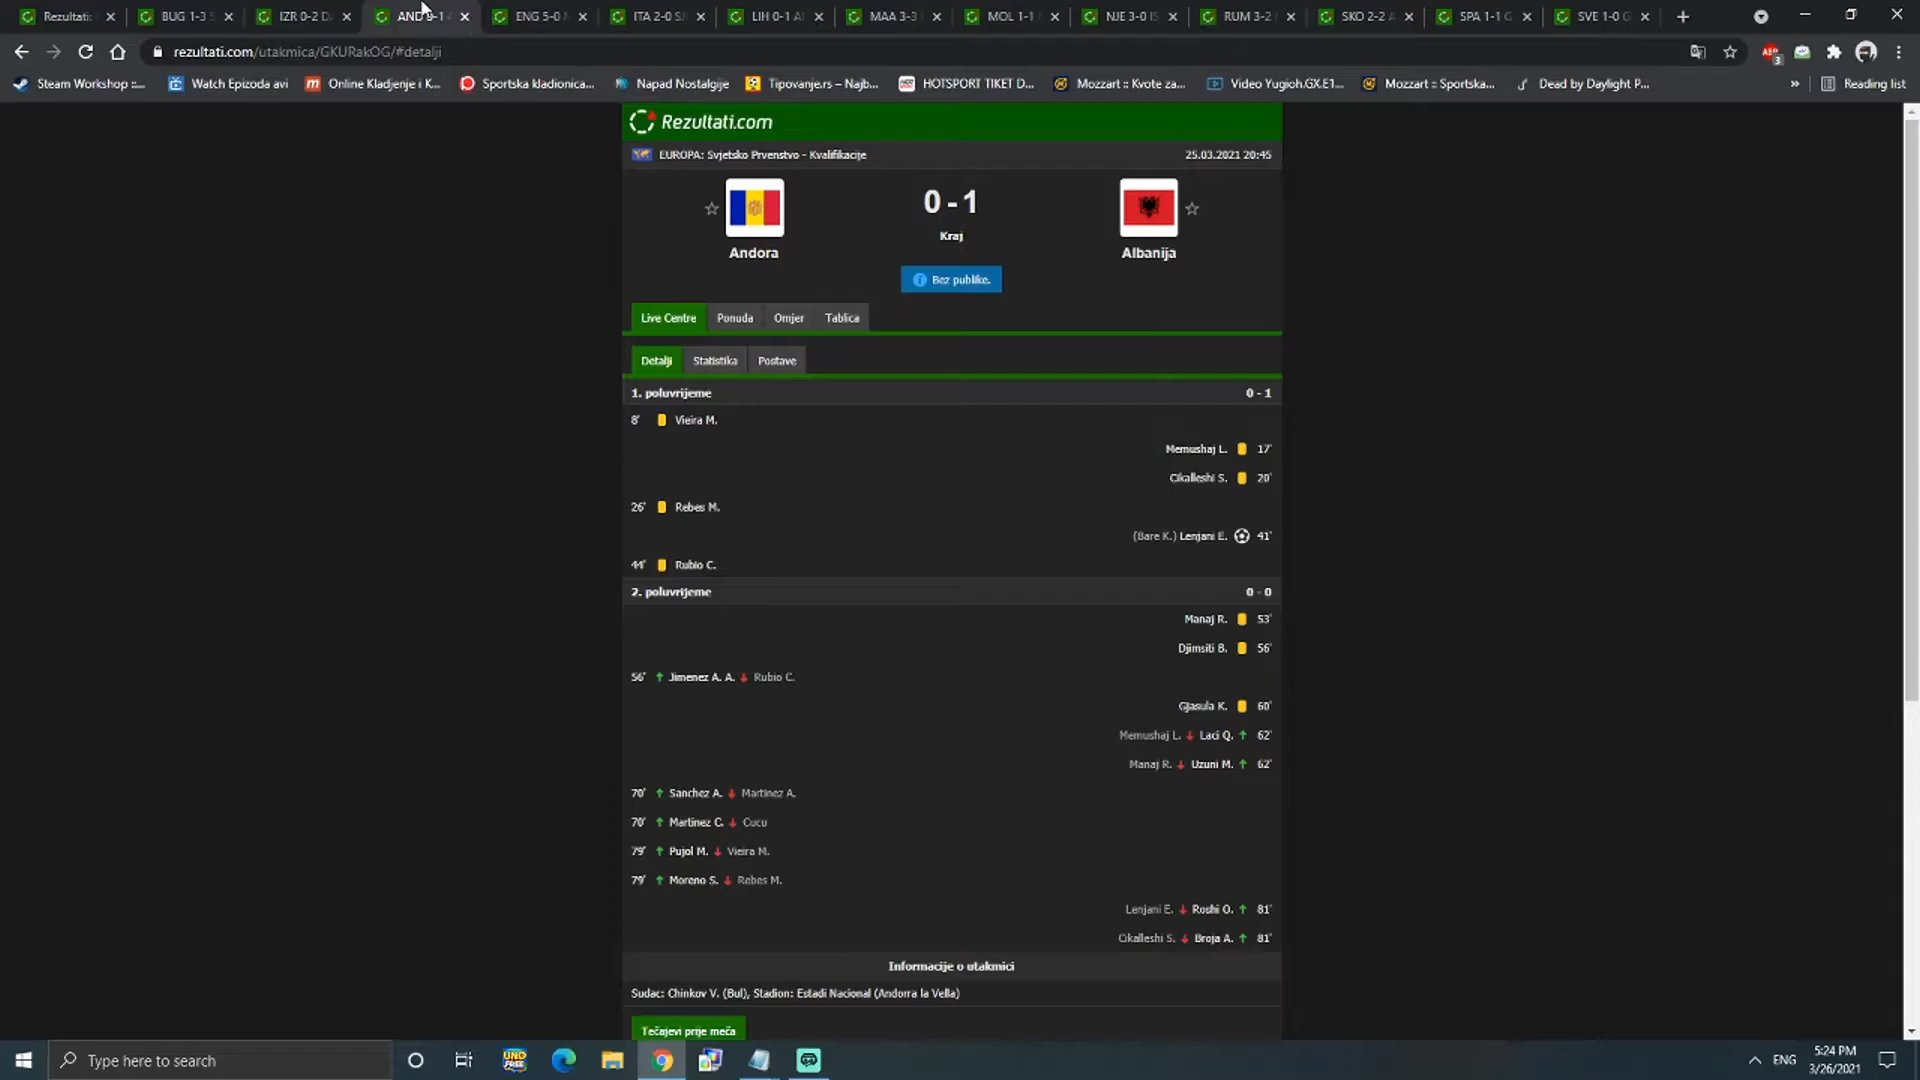 Rezultati: BUG 1-3 S IZR 0-2 D AND 0-1 A ENG 5-0 ITA 2-0 S LIH 0-1 A MAA 3-3 MOL 1-1 NJE 3-0 IS RUM 3-2 SKO 2-2 A SPA 1-1 G SVE 1-0 G
rezultati.com/utakmica/GKURakOG/#detalji
ABP 3
Steam Workshop ::... Watch Epizoda avi Online Kladjenje i K... Sportska kladionica... Napad Nostalgije Tipovanje.rs – Najb... HOTSPORT TIKET D... Mozzart :: Kvote za... Video Yugioh.GX.E1... Mozzart :: Sportska... Dead by Daylight P... » Reading list
Rezultati.com
EUROPA: Svjetsko Prvenstvo - Kvalifikacije 25.03.2021 20:45
0 - 1
Kraj
Andora Albanija
Bez publike.
Live Centre Ponuda Omjer Tablica
Detalji Statistika Postave
1. poluvrijeme 0 - 1
8' Vieira M.
Memushaj L. 17'
Cikalleshi S. 20'
26' Rebes M.
(Bare K.) Lenjani E. 41'
44' Rubio C.
2. poluvrijeme 0 - 0
Manaj R. 53'
Djimsiti B. 56'
56' Jimenez A. A. Rubio C.
Gjasula K. 60'
Memushaj L. Laci Q. 62'
Manaj R. Uzuni M. 62'
70' Sanchez A. Martinez A.
70' Martinez C. Cucu
79' Pujol M. Vieira M.
79' Moreno S. Rebes M.
Lenjani E. Roshi O. 81'
Cikalleshi S. Broja A. 81'
Informacije o utakmici
Sudac: Chinkov V. (Bul), Stadion: Estadi Nacional (Andorra la Vella)
Tečajevi prije meča
Type here to search
UNO FREE
ENG
5:24 PM
3/26/2021